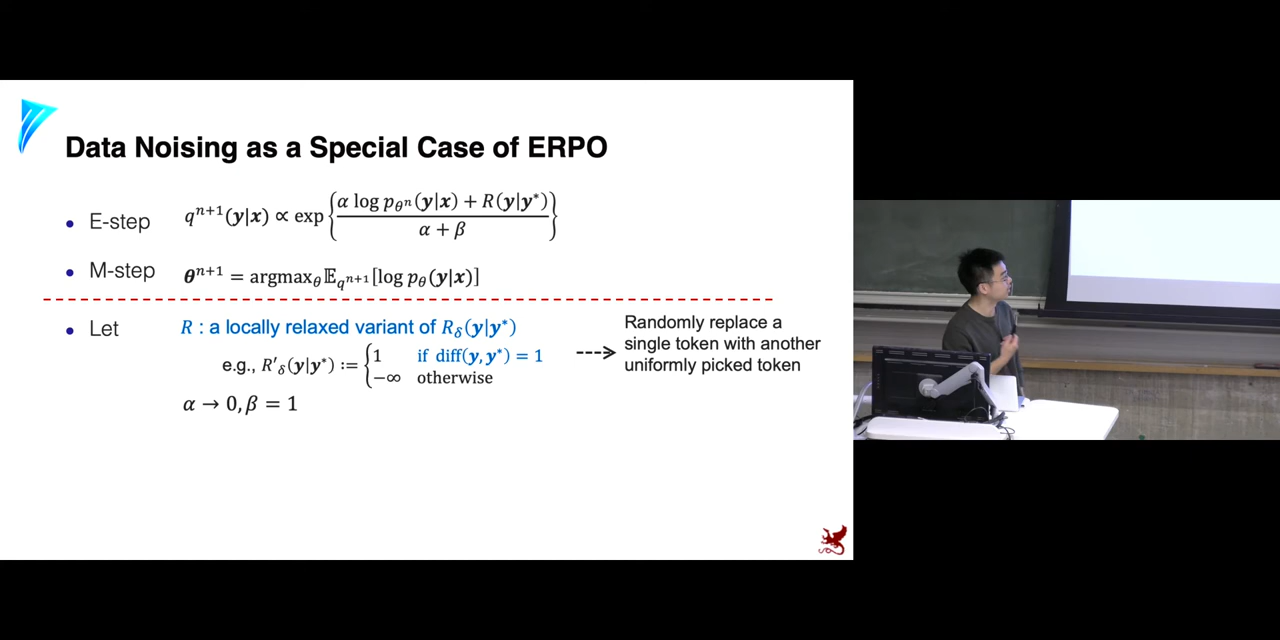 Data Noising as a Special Case of ERPO
• E-step q^{n+1}(y|x) ∝ exp { (α log p_{θ^n}(y|x) + R(y|y*)) / (α + β) }
• M-step θ^{n+1} = argmax_θ 𝔼_{q^{n+1}}[log p_θ(y|x)]
• Let R : a locally relaxed variant of R_δ(y|y*)
e.g., R'_δ(y|y*) := { 1 if diff(y, y*) = 1
−∞ otherwise
α → 0, β = 1
Randomly replace a
single token with another
uniformly picked token